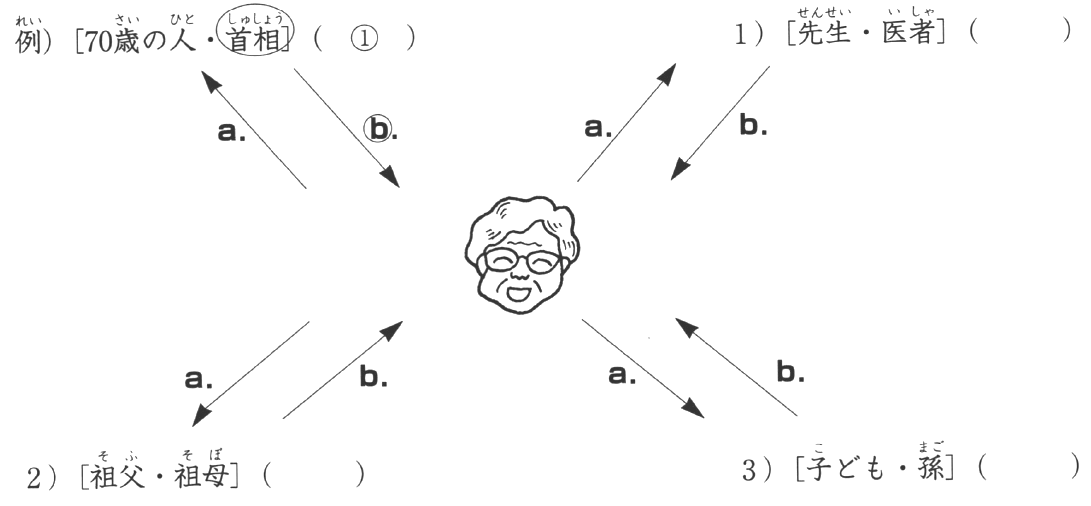 例) [70歳の人・首相] ( ① )
1) [先生・医者] ( )
a.
b.
a.
b.
a.
b.
a.
b.
2) [祖父・祖母] ( )
3) [子ども・孫] ( )
れい さい ひと しゅしょう
せんせい い しゃ
そ ふ そ ぼ
こ まご